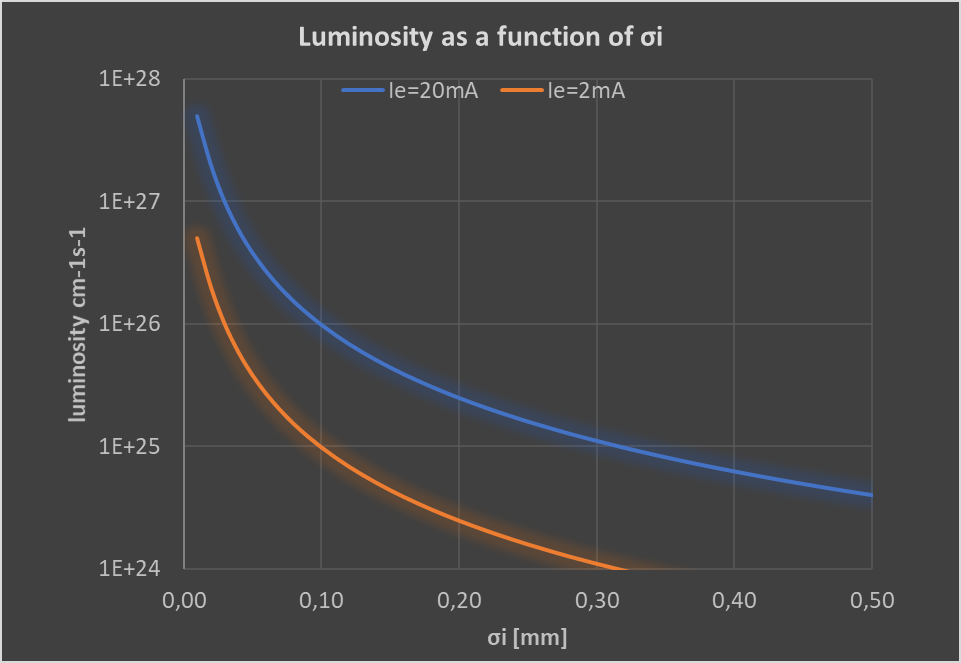 Luminosity as a function of σi
Ie=20mA Ie=2mA
1E+28
1E+27
1E+26
1E+25
1E+24
luminosity cm-1s-1
0,00 0,10 0,20 0,30 0,40 0,50
σi [mm]